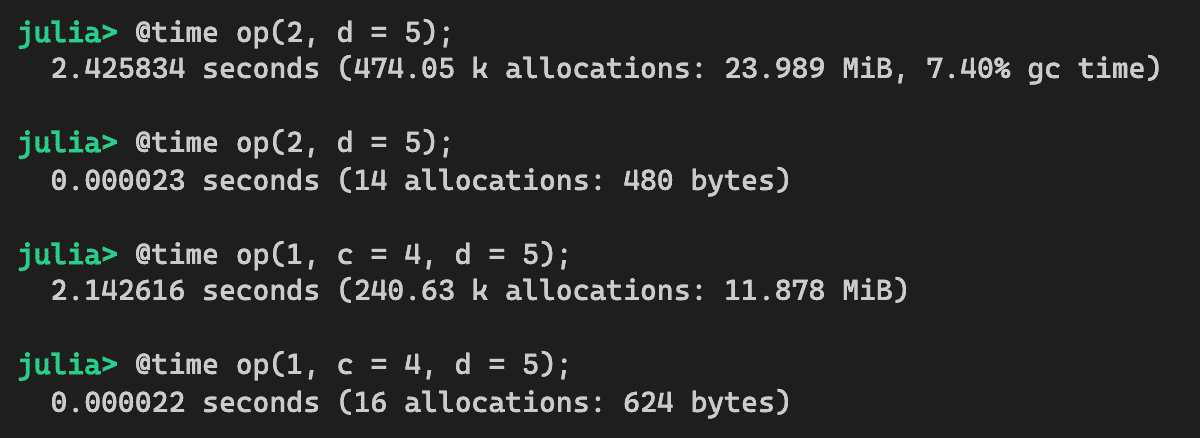 julia> @time op(2, d = 5);
  2.425834 seconds (474.05 k allocations: 23.989 MiB, 7.40% gc time)
julia> @time op(2, d = 5);
  0.000023 seconds (14 allocations: 480 bytes)
julia> @time op(1, c = 4, d = 5);
  2.142616 seconds (240.63 k allocations: 11.878 MiB)
julia> @time op(1, c = 4, d = 5);
  0.000022 seconds (16 allocations: 624 bytes)